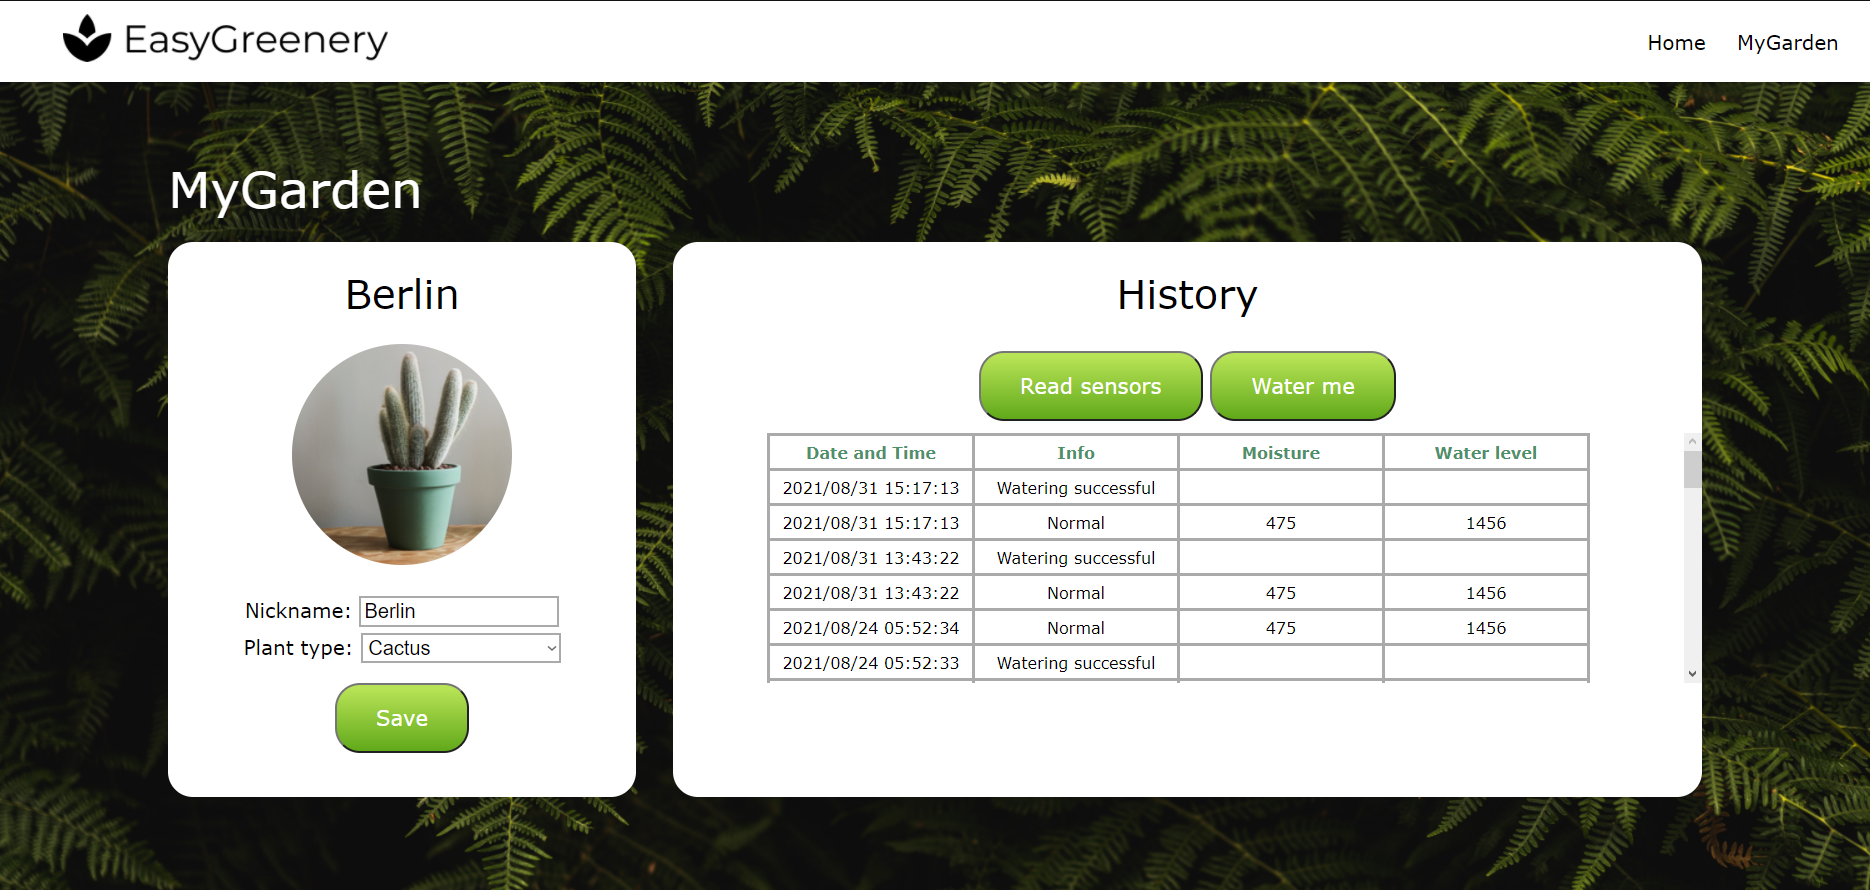 EasyGreenery
Home MyGarden
MyGarden
Berlin
Nickname: Berlin
Plant type: Cactus
Save
History
Read sensors Water me
Date and Time Info Moisture Water level
2021/08/31 15:17:13 Watering successful
2021/08/31 15:17:13 Normal 475 1456
2021/08/31 13:43:22 Watering successful
2021/08/31 13:43:22 Normal 475 1456
2021/08/24 05:52:34 Normal 475 1456
2021/08/24 05:52:33 Watering successful